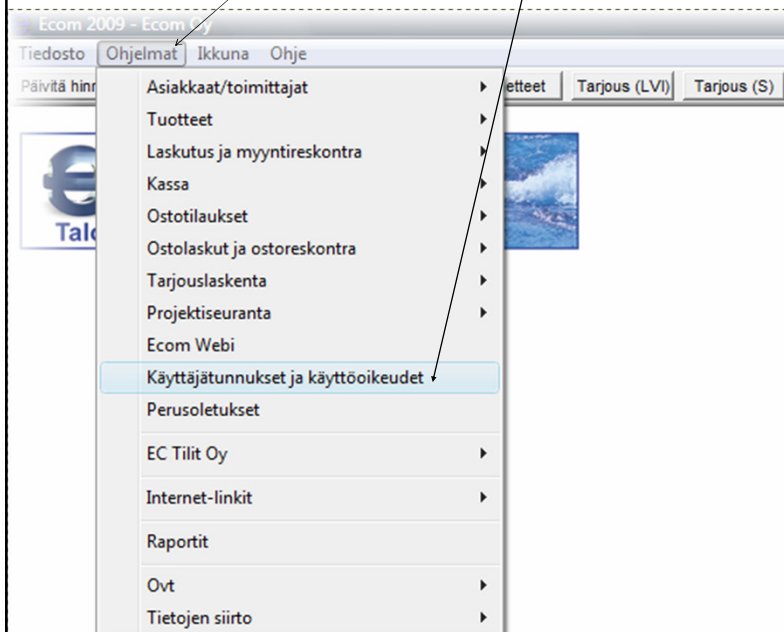 Ecom 2009 - Ecom Oy
Tiedosto Ohjelmat Ikkuna Ohje
Päivitä hinn etteet Tarjous (LVI) Tarjous (S)
Asiakkaat/toimittajat
Tuotteet
Laskutus ja myyntireskontra
Kassa
Ostotilaukset
Ostolaskut ja ostoreskontra
Tarjouslaskenta
Projektiseuranta
Ecom Webi
Käyttäjätunnukset ja käyttöoikeudet
Perusoletukset
EC Tilit Oy
Internet-linkit
Raportit
Ovt
Tietojen siirto
Talo